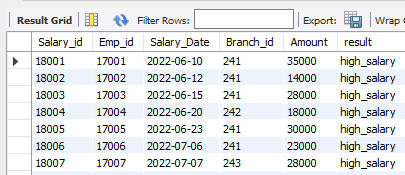 Result Grid Filter Rows: Export: Wrap
Salary_id Emp_id Salary_Date Branch_id Amount result
18001 17001 2022-06-10 241 35000 high_salary
18002 17002 2022-06-12 241 14000 high_salary
18003 17003 2022-06-15 241 28000 high_salary
18004 17004 2022-06-20 242 18000 high_salary
18005 17005 2022-06-23 241 30000 high_salary
18006 17006 2022-07-06 241 23000 high_salary
18007 17007 2022-07-07 243 28000 high_salary